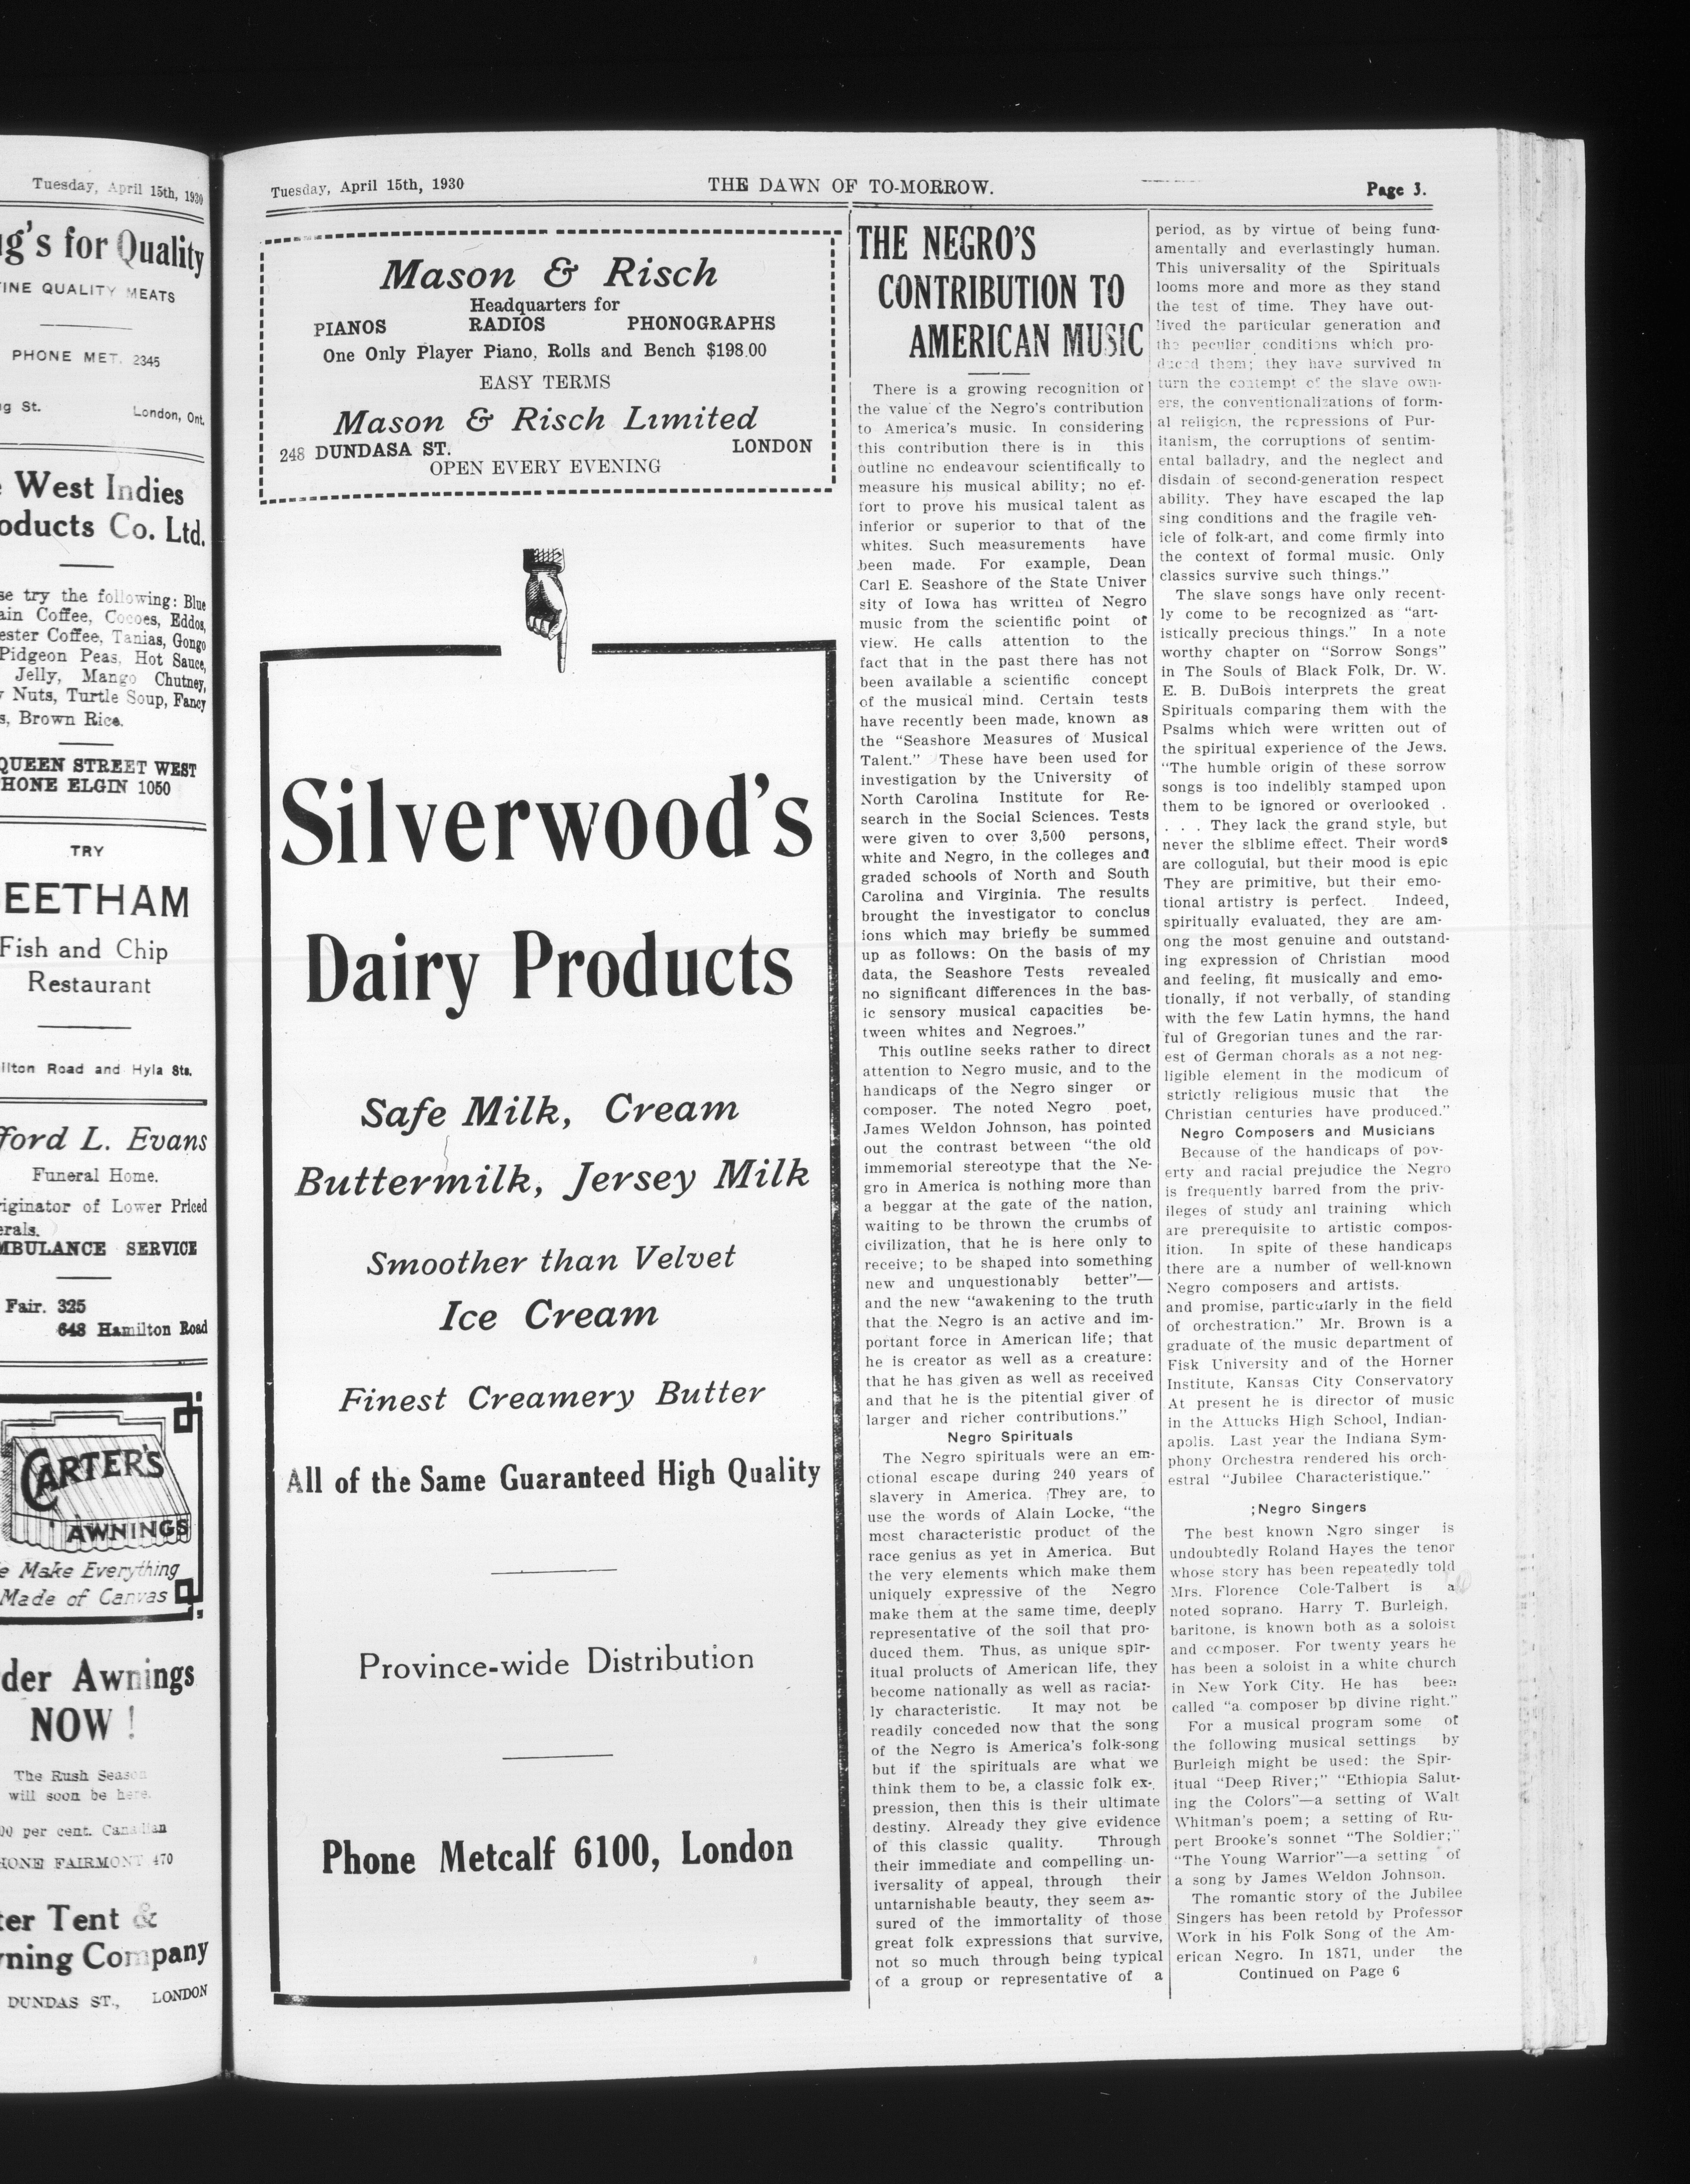 Tuesday, April 15th, 1930
g's for Quality
FINE QUALITY MEATS
PHONE MET. 2345
St.
London, Ont.
West Indies
Products Co. Ltd.
try the following: Blue
Coffee, Cocoes, Eddos,
Coffee, Tanias, Gongo
Pidgeon Peas, Hot Sauce,
Jelly, Mango Chutney,
Nuts, Turtle Soup, Fancy
Brown Rice.
QUEEN STREET WEST
PHONE ELGIN 1050
TRY
EETHAM
Fish and Chip
Restaurant
ilton Road and Hyla Sts.
ford L. Evans
Funeral Home.
riginator of Lower Priced
erals.
MBULANCE SERVICE
Fair. 325
648 Hamilton Road
CARTER'S
AWNINGS
e Make Everything
Made of Canvas
der Awnings
NOW !
The Rush Season
will soon be here.
00 per cent. Canadian
HONE FAIRMONT 470
ter Tent &
wning Company
DUNDAS ST., LONDON
Tuesday, April 15th, 1930
THE DAWN OF TO-MORROW.
Page 3.
Mason & Risch
Headquarters for
PIANOS RADIOS PHONOGRAPHS
One Only Player Piano, Rolls and Bench $198.00
EASY TERMS
Mason & Risch Limited
248 DUNDASA ST. LONDON
OPEN EVERY EVENING
Silverwood's
Dairy Products
Safe Milk, Cream
Buttermilk, Jersey Milk
Smoother than Velvet
Ice Cream
Finest Creamery Butter
All of the Same Guaranteed High Quality
Province-wide Distribution
Phone Metcalf 6100, London
THE NEGRO'S
CONTRIBUTION TO
AMERICAN MUSIC
There is a growing recognition of
the value of the Negro's contribution
to America's music. In considering
this contribution there is in this
outline no endeavour scientifically to
measure his musical ability; no ef-
fort to prove his musical talent as
inferior or superior to that of the
whites. Such measurements have
been made. For example, Dean
Carl E. Seashore of the State Univer
sity of Iowa has written of Negro
music from the scientific point of
view. He calls attention to the
fact that in the past there has not
been available a scientific concept
of the musical mind. Certain tests
have recently been made, known as
the "Seashore Measures of Musical
Talent." These have been used for
investigation by the University of
North Carolina Institute for Re-
search in the Social Sciences. Tests
were given to over 3,500 persons,
white and Negro, in the colleges and
graded schools of North and South
Carolina and Virginia. The results
brought the investigator to conclus
ions which may briefly be summed
up as follows: On the basis of my
data, the Seashore Tests revealed
no significant differences in the bas-
ic sensory musical capacities be-
tween whites and Negroes."
This outline seeks rather to direct
attention to Negro music, and to the
handicaps of the Negro singer or
composer. The noted Negro poet,
James Weldon Johnson, has pointed
out the contrast between "the old
immemorial stereotype that the Ne-
gro in America is nothing more than
a beggar at the gate of the nation,
waiting to be thrown the crumbs of
civilization, that he is here only to
receive; to be shaped into something
new and unquestionably better"—
and the new "awakening to the truth
that the Negro is an active and im-
portant force in American life; that
he is creator as well as a creature:
that he has given as well as received
and that he is the pitential giver of
larger and richer contributions."
Negro Spirituals
The Negro spirituals were an em-
otional escape during 240 years of
slavery in America. They are, to
use the words of Alain Locke, "the
most characteristic product of the
race genius as yet in America. But
the very elements which make them
uniquely expressive of the Negro
make them at the same time, deeply
representative of the soil that pro-
duced them. Thus, as unique spir-
itual prolucts of American life, they
become nationally as well as racial-
ly characteristic. It may not be
readily conceded now that the song
of the Negro is America's folk-song
but if the spirituals are what we
think them to be, a classic folk ex-
pression, then this is their ultimate
destiny. Already they give evidence
of this classic quality. Through
their immediate and compelling un-
iversality of appeal, through their
untarnishable beauty, they seem as-
sured of the immortality of those
great folk expressions that survive,
not so much through being typical
of a group or representative of a
period, as by virtue of being fund-
amentally and everlastingly human.
This universality of the Spirituals
looms more and more as they stand
the test of time. They have out-
lived the particular generation and
the peculiar conditions which pro-
duced them; they have survived in
turn the contempt of the slave own-
ers, the conventionalizations of form-
al religion, the repressions of Pur-
itanism, the corruptions of sentim-
ental balladry, and the neglect and
disdain of second-generation respect
ability. They have escaped the lap
sing conditions and the fragile veh-
icle of folk-art, and come firmly into
the context of formal music. Only
classics survive such things."
The slave songs have only recent-
ly come to be recognized as "art-
istically precious things." In a note
worthy chapter on "Sorrow Songs"
in The Souls of Black Folk, Dr. W.
E. B. DuBois interprets the great
Spirituals comparing them with the
Psalms which were written out of
the spiritual experience of the Jews.
"The humble origin of these sorrow
songs is too indelibly stamped upon
them to be ignored or overlooked .
. . . They lack the grand style, but
never the slblime effect. Their words
are colloguial, but their mood is epic
They are primitive, but their emo-
tional artistry is perfect. Indeed,
spiritually evaluated, they are am-
ong the most genuine and outstand-
ing expression of Christian mood
and feeling, fit musically and emo-
tionally, if not verbally, of standing
with the few Latin hymns, the hand
ful of Gregorian tunes and the rar-
est of German chorals as a not neg-
ligible element in the modicum of
strictly religious music that the
Christian centuries have produced."
Negro Composers and Musicians
Because of the handicaps of pov-
erty and racial prejudice the Negro
is frequently barred from the priv-
ileges of study anl training which
are prerequisite to artistic compos-
ition. In spite of these handicaps
there are a number of well-known
Negro composers and artists.
and promise, particularly in the field
of orchestration." Mr. Brown is a
graduate of the music department of
Fisk University and of the Horner
Institute, Kansas City Conservatory
At present he is director of music
in the Attucks High School, Indian-
apolis. Last year the Indiana Sym-
phony Orchestra rendered his orch-
estral "Jubilee Characteristique."
;Negro Singers
The best known Ngro singer is
undoubtedly Roland Hayes the tenor
whose story has been repeatedly told
Mrs. Florence Cole-Talbert is a
noted soprano. Harry T. Burleigh,
baritone, is known both as a soloist
and composer. For twenty years he
has been a soloist in a white church
in New York City. He has been
called "a composer bp divine right."
For a musical program some of
the following musical settings by
Burleigh might be used: the Spir-
itual "Deep River;" "Ethiopia Salut-
ing the Colors"—a setting of Walt
Whitman's poem; a setting of Ru-
pert Brooke's sonnet "The Soldier;"
"The Young Warrior"—a setting of
a song by James Weldon Johnson.
The romantic story of the Jubilee
Singers has been retold by Professor
Work in his Folk Song of the Am-
erican Negro. In 1871, under the
Continued on Page 6